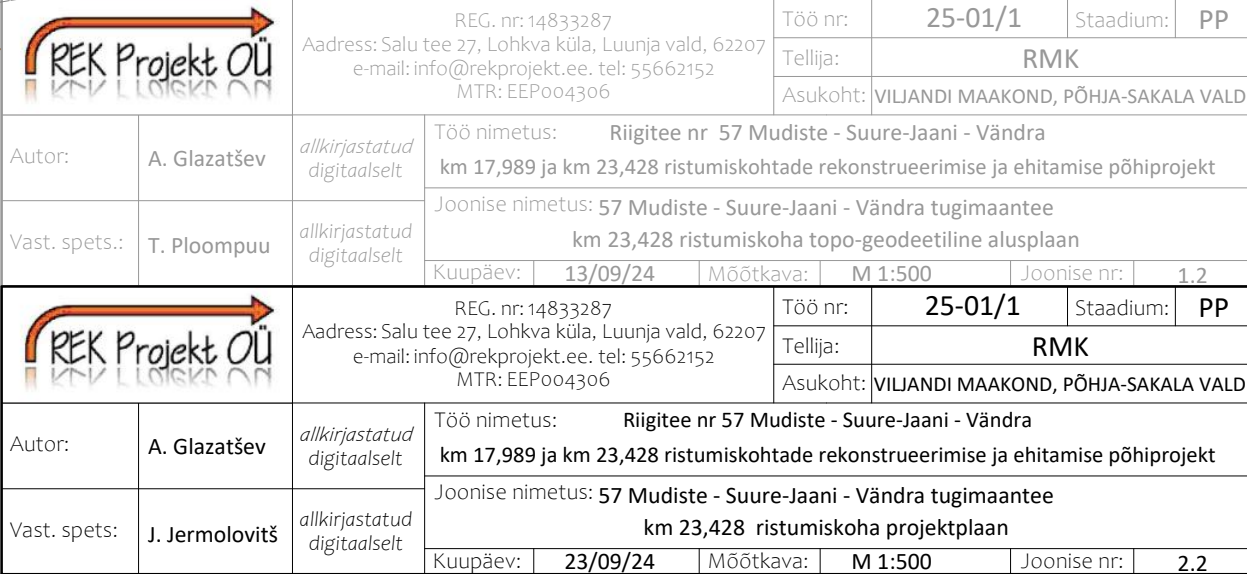 REK Projekt OÜ
REG. nr: 14833287
Aadress: Salu tee 27, Lohkva küla, Luunja vald, 62207
e-mail: info@rekprojekt.ee. tel: 55662152
MTR: EEP004306
Töö nr: 25-01/1 Staadium: PP
Tellija: RMK
Asukoht: VILJANDI MAAKOND, PÕHJA-SAKALA VALD
Autor: A. Glazatšev allkirjastatud digitaalselt
Töö nimetus: Riigitee nr 57 Mudiste - Suure-Jaani - Vändra
km 17,989 ja km 23,428 ristumiskohtade rekonstrueerimise ja ehitamise põhiprojekt
Vast. spets.: T. Ploompuu allkirjastatud digitaalselt
Joonise nimetus: 57 Mudiste - Suure-Jaani - Vändra tugimaantee
km 23,428 ristumiskoha topo-geodeetiline alusplaan
Kuupäev: 13/09/24 Mõõtkava: M 1:500 Joonise nr: 1.2
REK Projekt OÜ
REG. nr: 14833287
Aadress: Salu tee 27, Lohkva küla, Luunja vald, 62207
e-mail: info@rekprojekt.ee. tel: 55662152
MTR: EEP004306
Töö nr: 25-01/1 Staadium: PP
Tellija: RMK
Asukoht: VILJANDI MAAKOND, PÕHJA-SAKALA VALD
Autor: A. Glazatšev allkirjastatud digitaalselt
Töö nimetus: Riigitee nr 57 Mudiste - Suure-Jaani - Vändra
km 17,989 ja km 23,428 ristumiskohtade rekonstrueerimise ja ehitamise põhiprojekt
Vast. spets: J. Jermolovitš allkirjastatud digitaalselt
Joonise nimetus: 57 Mudiste - Suure-Jaani - Vändra tugimaantee
km 23,428 ristumiskoha projektplaan
Kuupäev: 23/09/24 Mõõtkava: M 1:500 Joonise nr: 2.2